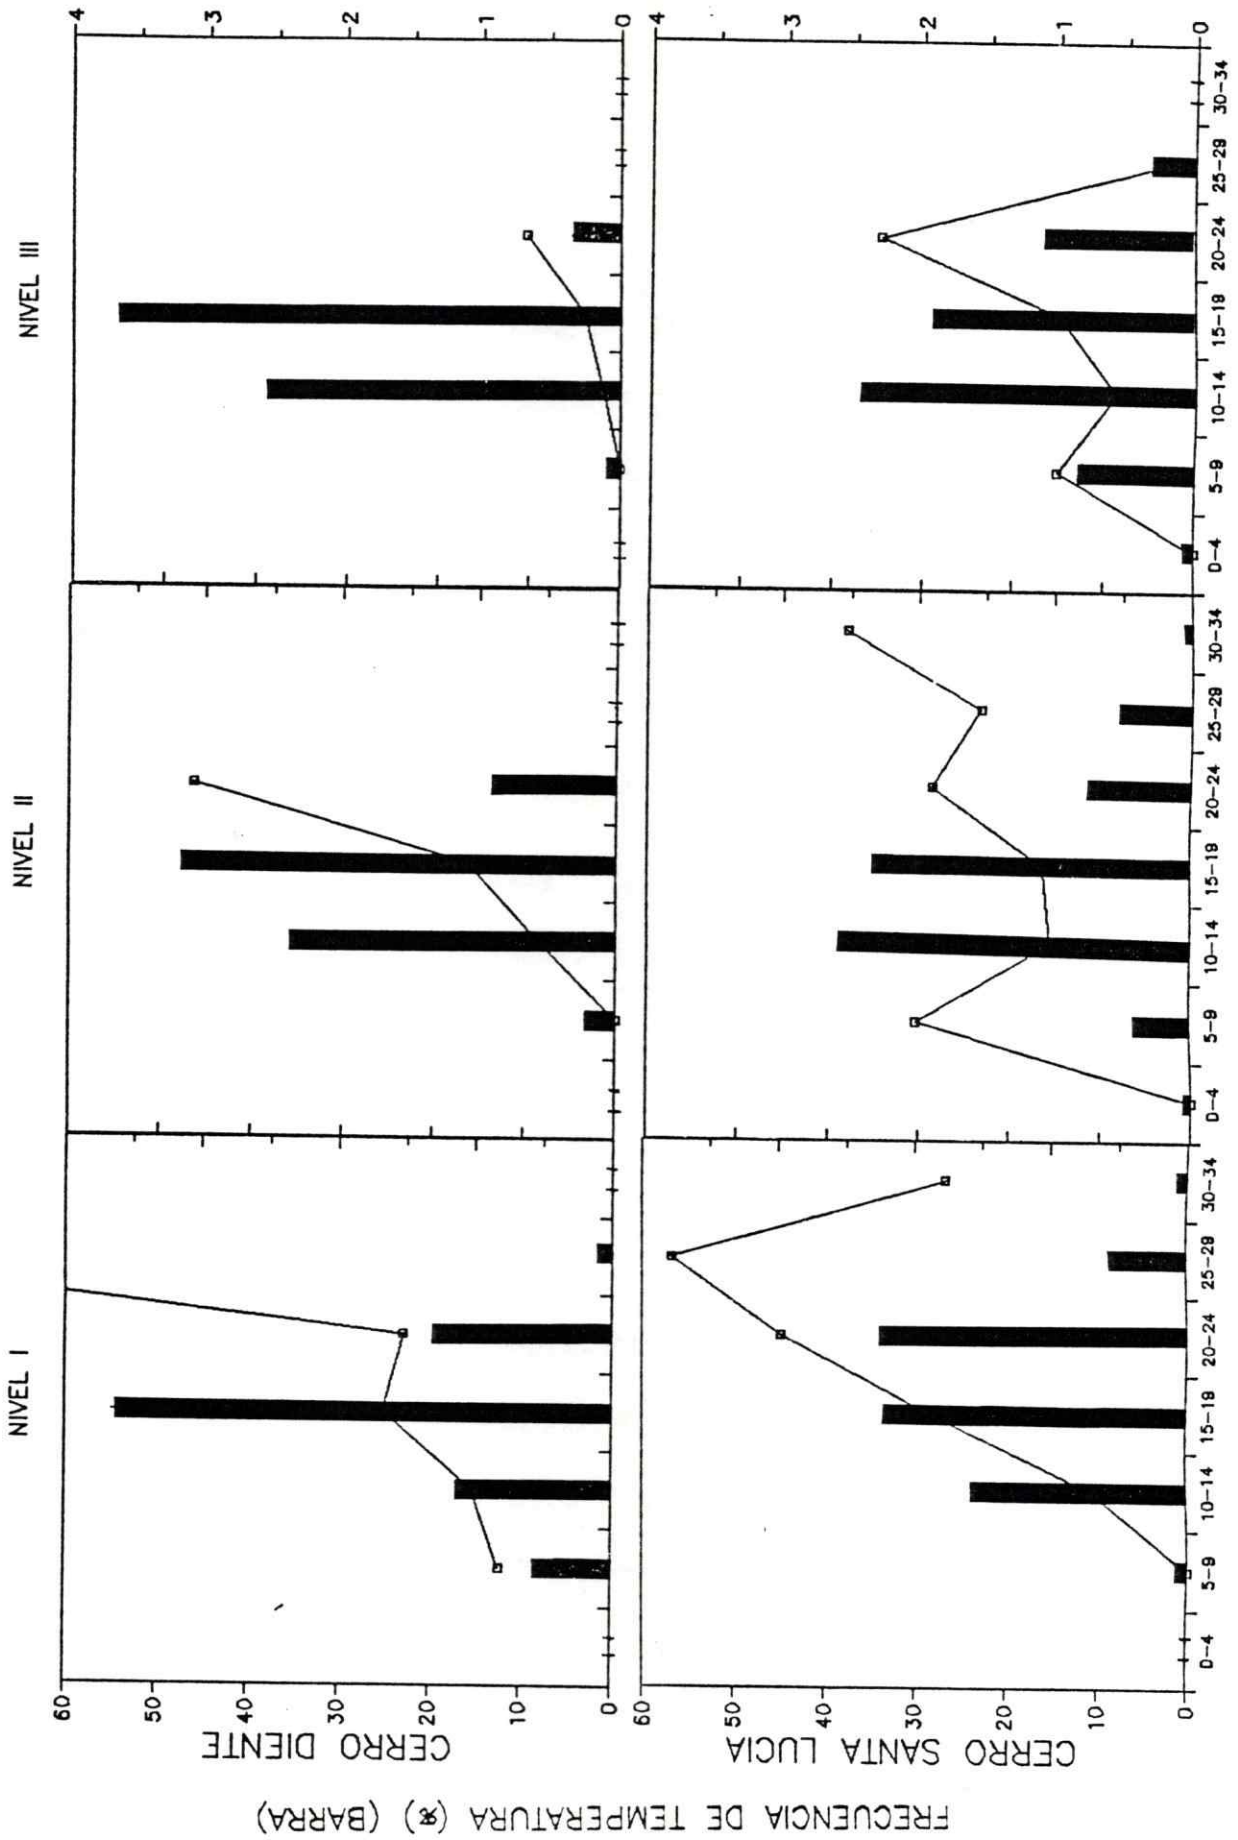 NIVEL I
NIVEL II
NIVEL III
FRECUENCIA DE TEMPERATURA (%) (BARRA)
CERRO DIENTE
60
50
40
30
20
10
0
4
3
2
1
0
CERRO SANTA LUCIA
60
50
40
30
20
10
0
4
3
2
1
0
0-4 5-9 10-14 15-19 20-24 25-29 30-34
0-4 5-9 10-14 15-19 20-24 25-29 30-34
0-4 5-9 10-14 15-19 20-24 25-29 30-34